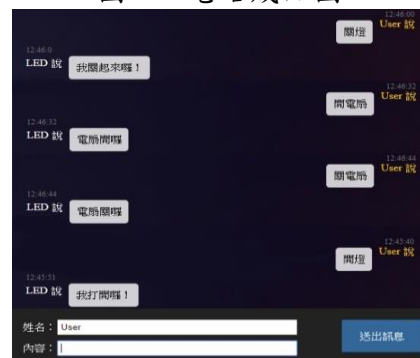 12:46:00
User 說
關燈
12:46:0
LED 說
我關起來囉！
12:46:32
User 說
開電扇
12:46:32
LED 說
電扇開囉
12:46:44
User 說
關電扇
12:46:44
LED 說
電扇關囉
12:45:40
User 說
開燈
12:45:51
LED 說
我打開囉！
姓名： User
內容：
送出訊息